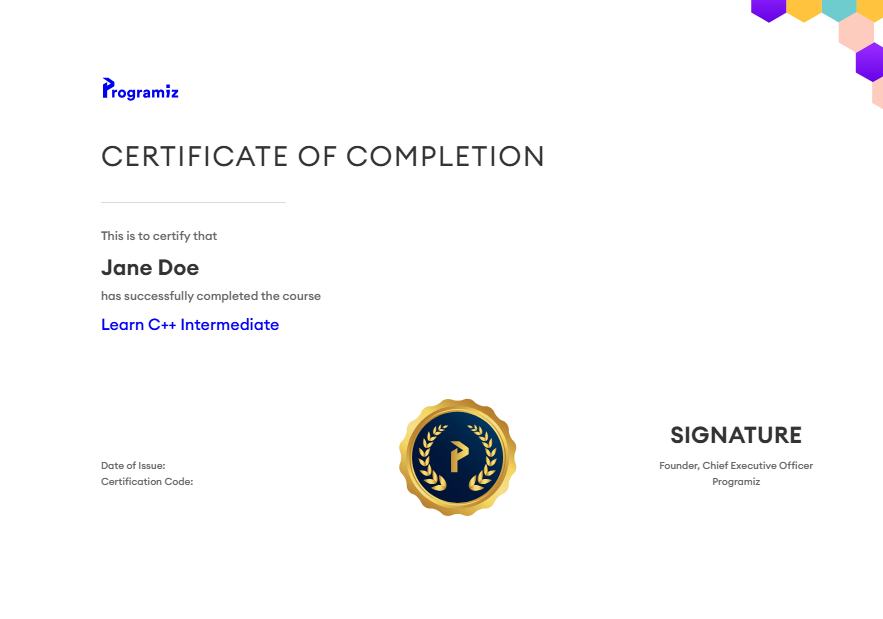 Programiz
CERTIFICATE OF COMPLETION
This is to certify that
Jane Doe
has successfully completed the course
Learn C++ Intermediate
Date of Issue:
Certification Code:
SIGNATURE
Founder, Chief Executive Officer
Programiz